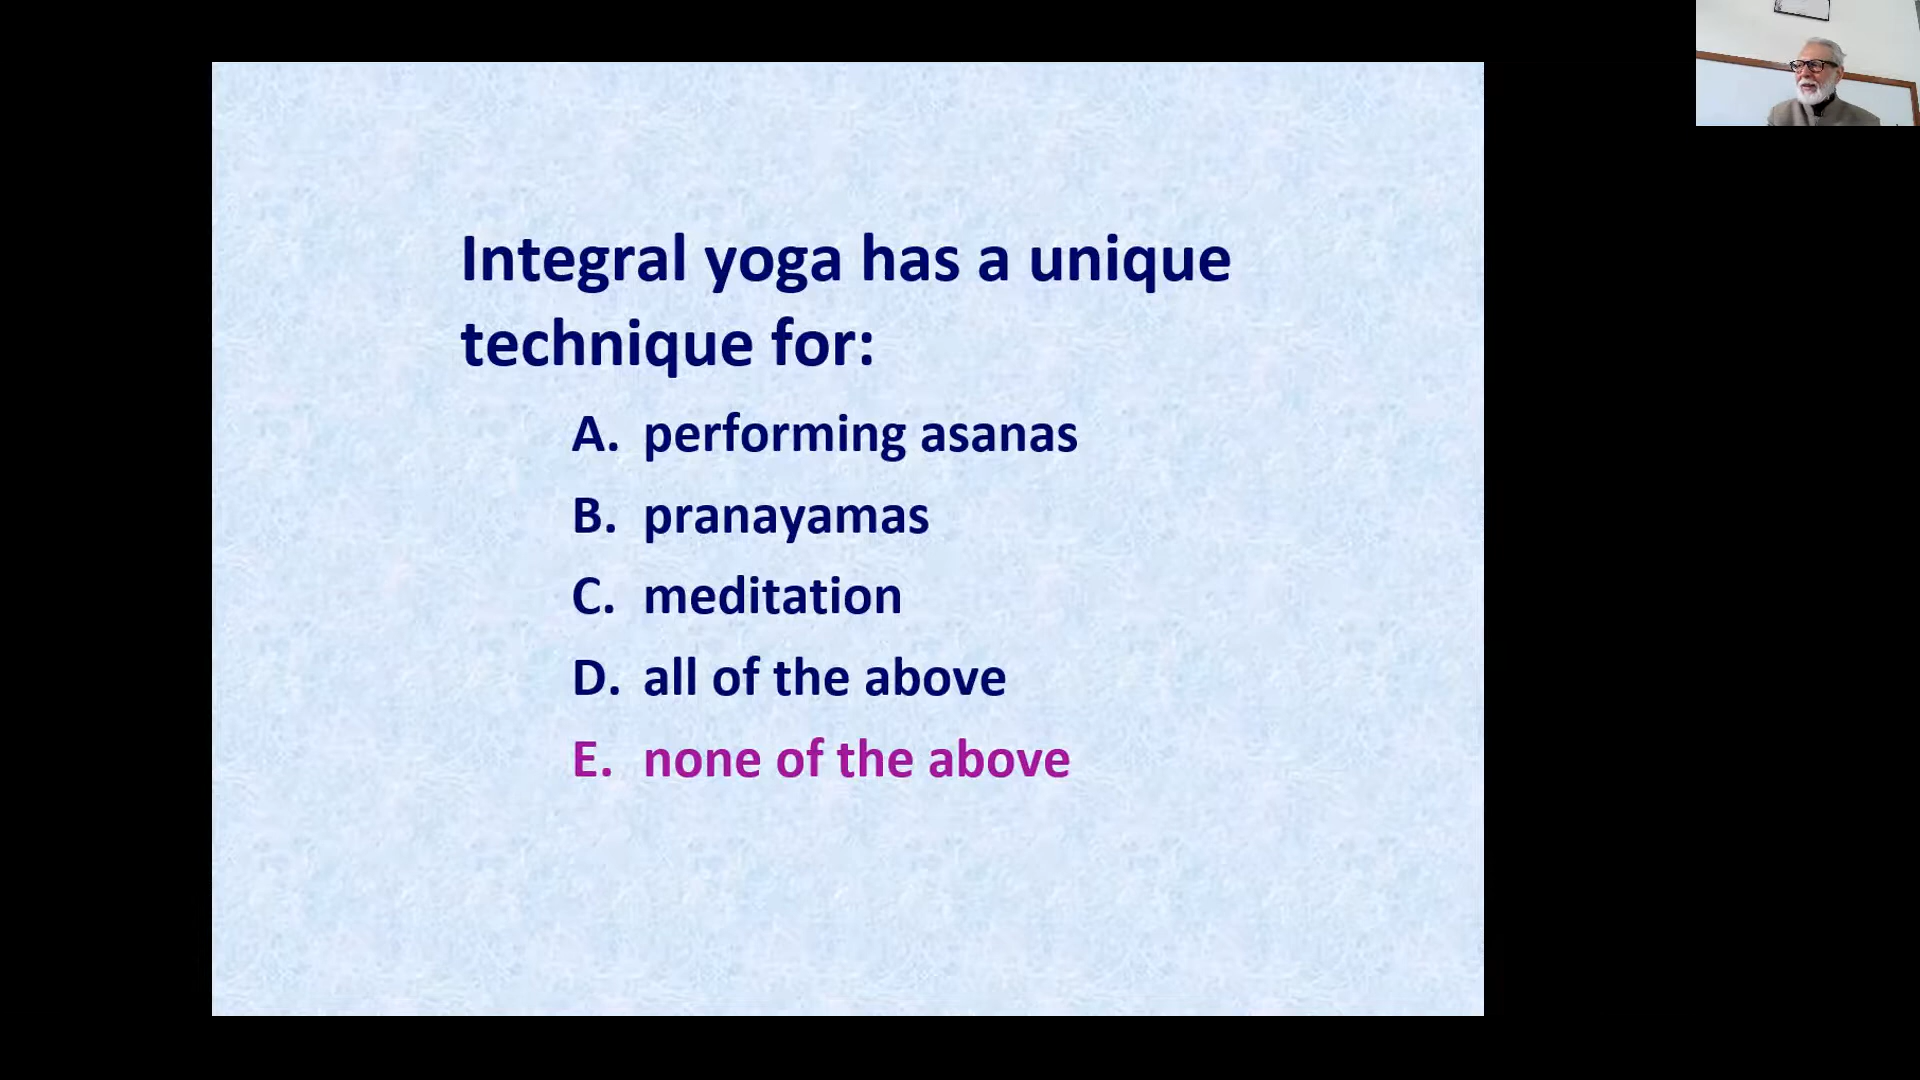 Integral yoga has a unique
technique for:
A. performing asanas
B. pranayamas
C. meditation
D. all of the above
E. none of the above